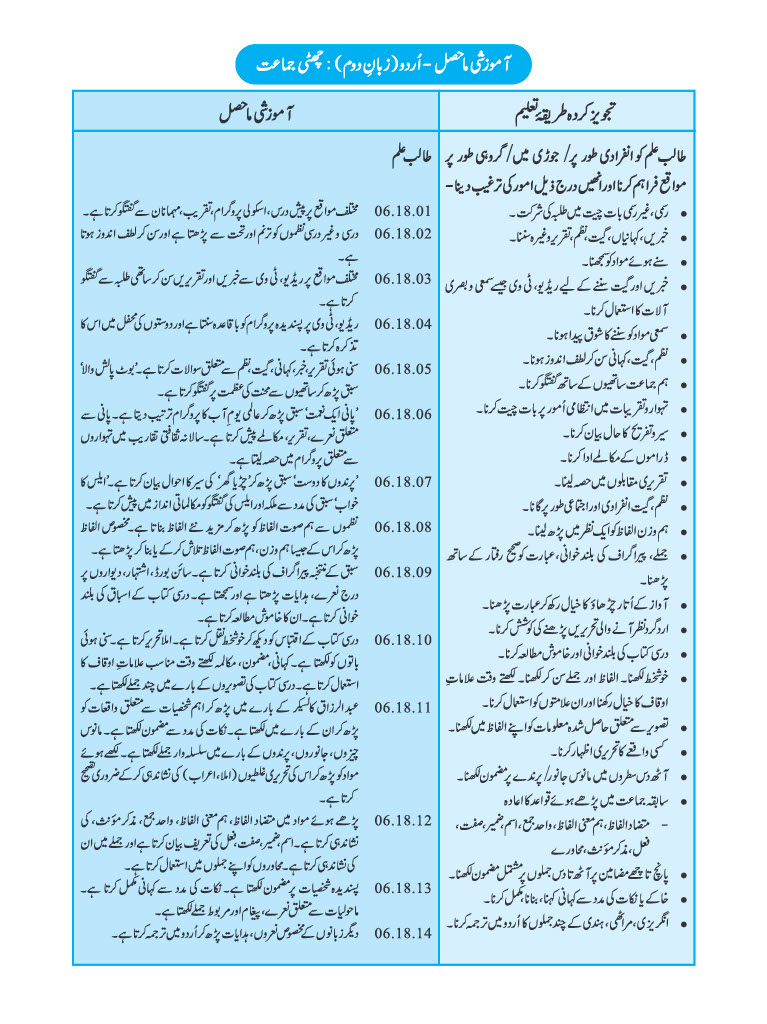 آموزشی ماحصل - اُردو (زبانِ دوم) : چھٹی جماعت
تجویز کردہ طریقۂ تعلیم
طالب علم کو انفرادی طور پر/ جوڑی میں/ گروہی طور پر
مواقع فراہم کرنا اور انھیں درج ذیل امور کی ترغیب دینا-
• رسمی، غیر رسمی بات چیت میں طلبہ کی شرکت۔
• خبریں، کہانیاں، گیت، نظم، تقریر وغیرہ سننا۔
• سنے ہوئے مواد کو سمجھنا۔
• خبریں اور گیت سننے کے لیے ریڈیو، ٹی وی جیسے سمعی و بصری
آلات کا استعمال کرنا۔
• سمعی مواد کو سننے کا شوق پیدا ہونا۔
• نظم، گیت، کہانی سن کر لطف اندوز ہونا۔
• ہم جماعت ساتھیوں کے ساتھ گفتگو کرنا۔
• تہوار و تقریبات میں انتظامی اُمور پر بات چیت کرنا۔
• سیر و تفریح کا حال بیان کرنا۔
• ڈراموں کے مکالمے ادا کرنا۔
• تقریری مقابلوں میں حصہ لینا۔
• نظم، گیت انفرادی اور اجتماعی طور پر گانا۔
• ہم وزن الفاظ کو ایک نظر میں پڑھ لینا۔
• جملے، پیراگراف کی بلند خوانی، عبارت کو صحیح رفتار کے ساتھ
پڑھنا۔
• آواز کے اُتار چڑھاؤ کا خیال رکھ کر عبارت پڑھنا۔
• ارد گرد نظر آنے والی تحریریں پڑھنے کی کوشش کرنا۔
• درسی کتاب کی بلند خوانی اور خاموش مطالعہ کرنا۔
• خوشخط لکھنا۔ الفاظ اور جملے سن کر لکھنا۔ لکھتے وقت علاماتِ
اوقاف کا خیال رکھنا اور ان علامتوں کو استعمال کرنا۔
• تصویر سے متعلق حاصل شدہ معلومات کو اپنے الفاظ میں لکھنا۔
• کسی واقعے کا تحریری اظہار کرنا۔
• آٹھ دس سطروں میں مانوس جانور/ پرندے پر مضمون لکھنا۔
• سابقہ جماعت میں پڑھے ہوئے قواعد کا اعادہ
- متضاد الفاظ، ہم معنی الفاظ، واحد جمع، اسم، ضمیر، صفت،
فعل، مذکر مؤنث، محاورے
• پانچ تا چھے مضامین پر آٹھ تا دس جملوں پر مشتمل مضمون لکھنا۔
• خاکے یا نکات کی مدد سے کہانی کہنا، بنانا، مکمل کرنا۔
• انگریزی، مراٹھی، ہندی کے چند جملوں کا اُردو میں ترجمہ کرنا۔
آموزشی ماحصل
طالب علم
06.18.01 مختلف مواقع پر پیش درس، اسکولی پروگرام، تقریب، مہمانان سے گفتگو کرتا ہے۔
06.18.02 درسی و غیر درسی نظموں کو ترنم اور تحت سے پڑھتا ہے اور سن کر لطف اندوز ہوتا
ہے۔
06.18.03 مختلف مواقع پر ریڈیو، ٹی وی سے خبریں اور تقریریں سن کر ساتھی طلبہ سے گفتگو
کرتا ہے۔
06.18.04 ریڈیو، ٹی وی پر پسندیدہ پروگرام کو باقاعدہ سنتا ہے اور دوستوں کی محفل میں اس کا
تذکرہ کرتا ہے۔
06.18.05 سنی ہوئی تقریر، خبر، کہانی، گیت، نظم سے متعلق سوالات کرتا ہے۔ 'بوٹ پالش والا'
سبق پڑھ کر ساتھیوں سے محنت کی عظمت پر گفتگو کرتا ہے۔
06.18.06 'پانی ایک نعمت' سبق پڑھ کر عالمی یومِ آب کا پروگرام ترتیب دیتا ہے۔ پانی سے
متعلق نعرے، تقریر، مکالمے پیش کرتا ہے۔ سالانہ ثقافتی تقاریب میں تہواروں
سے متعلق پروگرام میں حصہ لیتا ہے۔
06.18.07 'پرندوں کا دوست' سبق پڑھ کر 'چڑیا گھر' کی سیر کا احوال بیان کرتا ہے۔ 'ایلس کا
خواب' سبق کی مدد سے ملکہ اور ایلس کی گفتگو کو مکالماتی انداز میں پیش کرتا ہے۔
06.18.08 نظموں سے ہم صوت الفاظ کو پڑھ کر مزید نئے الفاظ بناتا ہے۔ مخصوص الفاظ
پڑھ کر اس کے جیسا ہم وزن، ہم صوت الفاظ تلاش کر کے یا بنا کر پڑھتا ہے۔
06.18.09 سبق کے منتخبہ پیراگراف کی بلند خوانی کرتا ہے۔ سائن بورڈ، اشتہار، دیواروں پر
درج نعرے، ہدایات پڑھتا ہے اور سمجھتا ہے۔ درسی کتاب کے اسباق کی بلند
خوانی کرتا ہے۔ ان کا خاموش مطالعہ کرتا ہے۔
06.18.10 درسی کتاب کے اقتباس کو دیکھ کر خوشخط نقل کرتا ہے۔ املا تحریر کرتا ہے۔ سنی ہوئی
باتوں کو لکھتا ہے۔ کہانی، مضمون، مکالمہ لکھتے وقت مناسب علاماتِ اوقاف کا
استعمال کرتا ہے۔ درسی کتاب کی تصویروں کے بارے میں چند جملے لکھتا ہے۔
06.18.11 عبدالرزاق کالسیکر کے بارے میں پڑھ کر اہم شخصیات سے متعلق واقعات کو
پڑھ کر ان کے بارے میں لکھتا ہے۔ نکات کی مدد سے مضمون لکھتا ہے۔ مانوس
چیزوں، جانوروں، پرندوں کے بارے میں سلسلہ وار جملے لکھتا ہے۔ لکھے ہوئے
مواد کو پڑھ کر اس کی تحریری غلطیوں (املا، اعراب) کی نشاندہی کر کے ضروری تصحیح
کرتا ہے۔
06.18.12 پڑھے ہوئے مواد میں متضاد الفاظ، ہم معنی الفاظ، واحد جمع، مذکر مؤنث، کی
نشاندہی کرتا ہے۔ اسم، ضمیر، صفت، فعل کی تعریف بیان کرتا ہے اور جملے میں ان
کی نشاندہی کرتا ہے۔ محاوروں کو اپنے جملوں میں استعمال کرتا ہے۔
06.18.13 پسندیدہ شخصیات پر مضمون لکھتا ہے۔ نکات کی مدد سے کہانی مکمل کرتا ہے۔
ماحولیات سے متعلق نعرے، پیغام اور مربوط جملے لکھتا ہے۔
06.18.14 دیگر زبانوں کے مخصوص نعروں، ہدایات پڑھ کر اُردو میں ترجمہ کرتا ہے۔